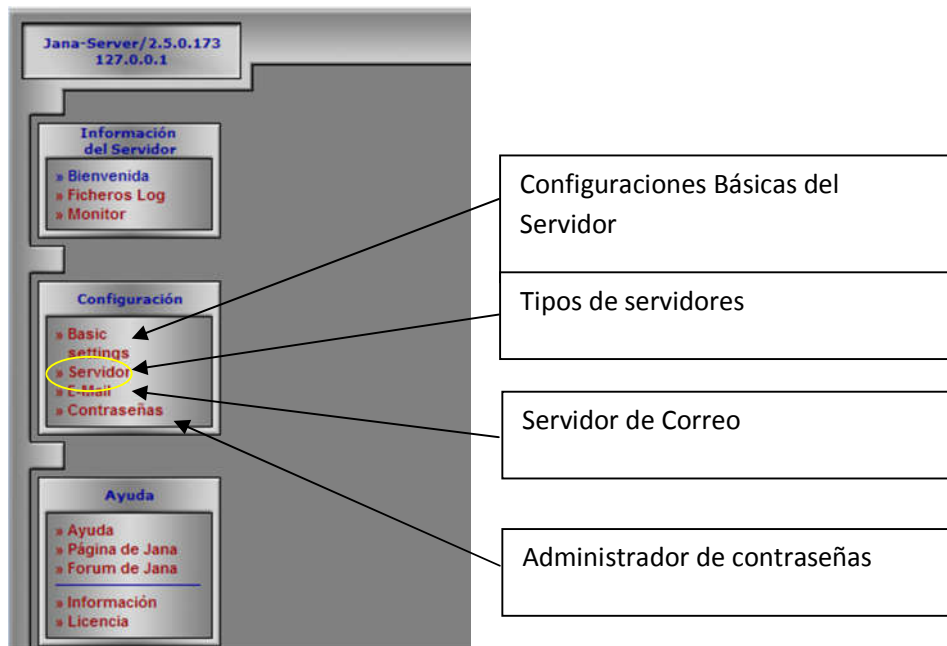 Jana-Server/2.5.0.173
127.0.0.1
Información
del Servidor
» Bienvenida
» Ficheros Log
» Monitor
Configuración
» Basic
settings
» Servidor
» E-Mail
» Contraseñas
Ayuda
» Ayuda
» Página de Jana
» Forum de Jana
» Información
» Licencia
Configuraciones Básicas del
Servidor
Tipos de servidores
Servidor de Correo
Administrador de contraseñas